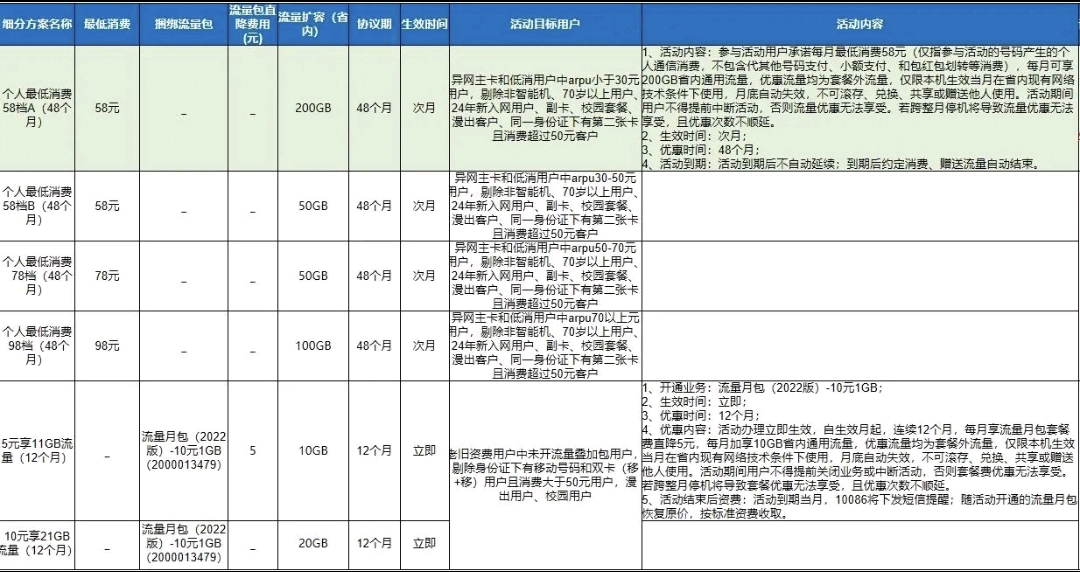 细分方案名称
最低消费
捆绑流量包
流量包直
降费用
(元)
流量扩容（省
内）
协议期
生效时间
活动目标用户
活动内容
个人最低消费
58档A（48个
月）
58元
–
–
200GB
48个月
次月
异网主卡和低消用户中arpu小于30元
用户，剔除非智能机、70岁以上用户、
24年新入网用户、副卡、校园套餐、
漫出客户、同一身份证下有第二张卡
且消费超过50元客户
1、活动内容：参与活动用户承诺每月最低消费58元（仅指参与活动的号码产生的个
人通信消费，不包含代其他号码支付、小额支付、和包红包划转等消费），每月可享
200GB省内通用流量，优惠流量均为套餐外流量，仅限本机生效当月在省内现有网络
技术条件下使用，月底自动失效，不可滚存、兑换、共享或赠送他人使用。活动期间
用户不得提前中断活动，否则流量优惠无法享受。若跨整月停机将导致流量优惠无法
享受，且优惠次数不顺延。
2、生效时间：次月；
3、优惠时间：48个月；
4、活动到期：活动到期后不自动延续；到期后约定消费、赠送流量自动结束。
个人最低消费
58档B（48个
月）
58元
–
–
50GB
48个月
次月
异网主卡和低消用户中arpu30-50元
用户，剔除非智能机、70岁以上用户、
24年新入网用户、副卡、校园套餐、
漫出客户、同一身份证下有第二张卡
且消费超过50元客户
个人最低消费
78档（48个
月）
78元
–
–
50GB
48个月
次月
异网主卡和低消用户中arpu50-70元
用户，剔除非智能机、70岁以上用户、
24年新入网用户、副卡、校园套餐、
漫出客户、同一身份证下有第二张卡
且消费超过50元客户
个人最低消费
98档（48个
月）
98元
–
–
100GB
48个月
次月
异网主卡和低消用户中arpu70以上元
用户，剔除非智能机、70岁以上用户、
24年新入网用户、副卡、校园套餐、
漫出客户、同一身份证下有第二张卡
且消费超过50元客户
5元享11GB流
量（12个月）
–
流量月包（2022
版）-10元1GB
（2000013479）
5
10GB
12个月
立即
老旧资费用户中未开流量叠加包用户，
剔除身份证下有移动号码和双卡（移
+移）用户且消费大于50元用户，漫
出用户、校园用户
1、开通业务：流量月包（2022版）-10元1GB；
2、生效时间：立即；
3、优惠时间：12个月；
4、优惠内容：活动办理立即生效，自生效月起，连续12个月，每月享流量月包套餐
费直降5元，每月加享10GB省内通用流量，优惠流量均为套餐外流量，仅限本机生效
当月在省内现有网络技术条件下使用，月底自动失效，不可滚存、兑换、共享或赠送
他人使用。活动期间用户不得提前关闭业务或中断活动，否则套餐费优惠无法享受。
若跨整月停机将导致套餐费优惠无法享受，且优惠次数不顺延。
5、活动结束后资费：活动到期当月，10086将下发短信提醒；随活动开通的流量月包
恢复原价，按标准资费收取。
10元享21GB
流量（12个月）
–
流量月包（2022
版）-10元1GB
（2000013479）
–
20GB
12个月
立即